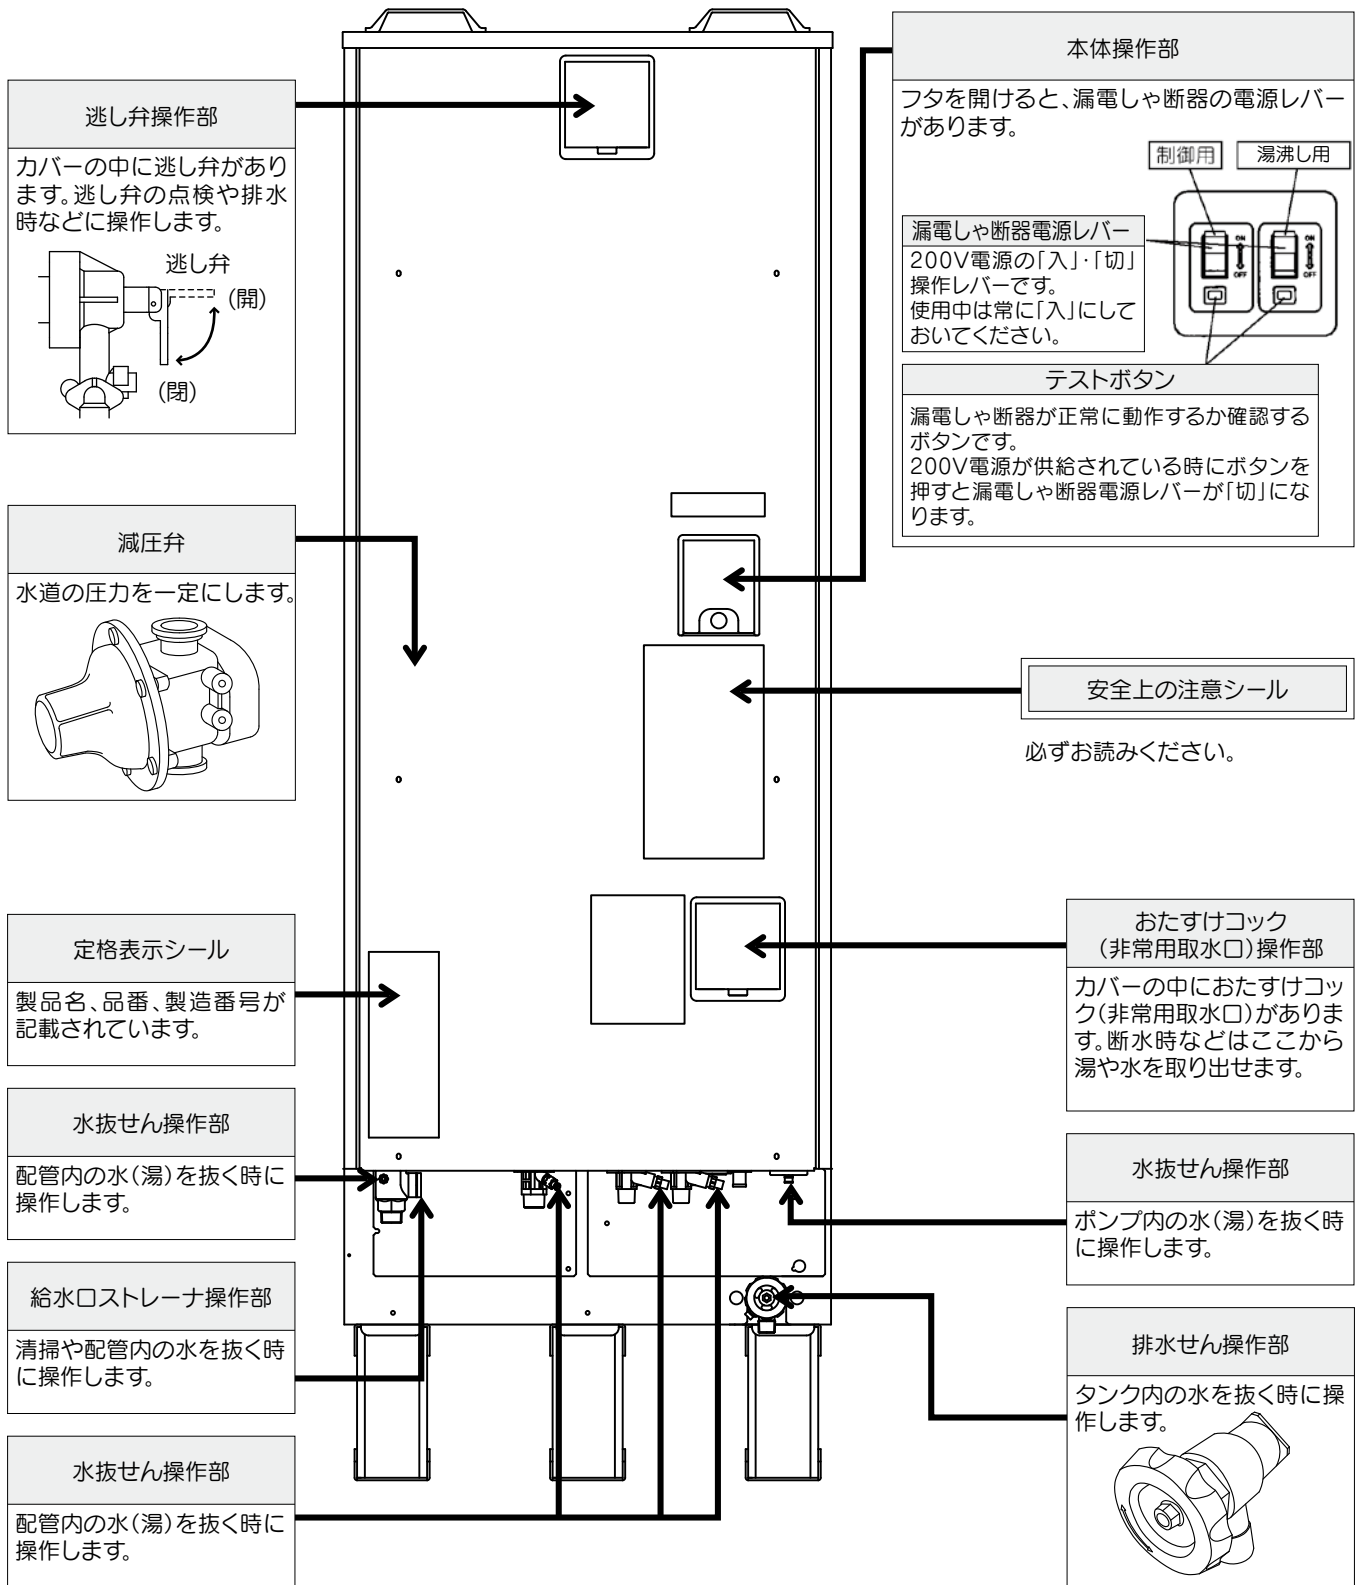 逃し弁操作部
カバーの中に逃し弁があり
ます。逃し弁の点検や排水
時などに操作します。
逃し弁
(開)
(閉)
減圧弁
水道の圧力を一定にします。
定格表示シール
製品名、品番、製造番号が
記載されています。
水抜せん操作部
配管内の水(湯)を抜く時に
操作します。
給水口ストレーナ操作部
清掃や配管内の水を抜く時
に操作します。
水抜せん操作部
配管内の水(湯)を抜く時に
操作します。
本体操作部
フタを開けると、漏電しゃ断器の電源レバー
があります。
制御用
湯沸し用
ON
OFF
ON
OFF
漏電しゃ断器電源レバー
200V電源の「入」・「切」
操作レバーです。
使用中は常に「入」にして
おいてください。
テストボタン
漏電しゃ断器が正常に動作するか確認する
ボタンです。
200V電源が供給されている時にボタンを
押すと漏電しゃ断器電源レバーが「切」にな
ります。
安全上の注意シール
必ずお読みください。
おたすけコック
(非常用取水口)操作部
カバーの中におたすけコッ
ク(非常用取水口)がありま
す。断水時などはここから
湯や水を取り出せます。
水抜せん操作部
ポンプ内の水(湯)を抜く時
に操作します。
排水せん操作部
タンク内の水を抜く時に操
作します。